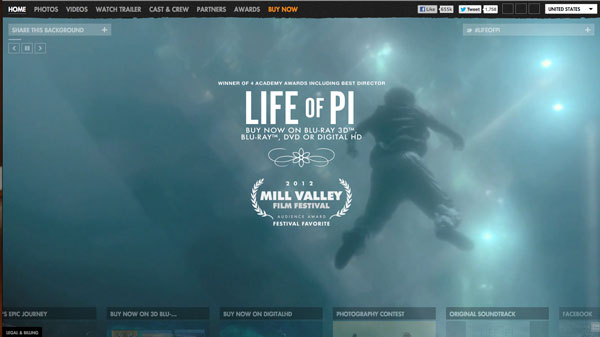 HOME PHOTOS VIDEOS WATCH TRAILER CAST & CREW PARTNERS AWARDS BUY NOW Like 655k Tweet 1,758 UNITED STATES
SHARE THIS BACKGROUND + #LIFEOFPI +
WINNER OF 4 ACADEMY AWARDS INCLUDING BEST DIRECTOR
LIFE OF PI
BUY NOW ON BLU-RAY 3D™,
BLU-RAY™, DVD OR DIGITAL HD
2012
MILL VALLEY
FILM FESTIVAL
AUDIENCE AWARD
FESTIVAL FAVORITE
'S EPIC JOURNEY BUY NOW ON 3D BLU-... BUY NOW ON DIGITALHD PHOTOGRAPHY CONTEST ORIGINAL SOUNDTRACK FACEBOOK
LEGAL & BILLING